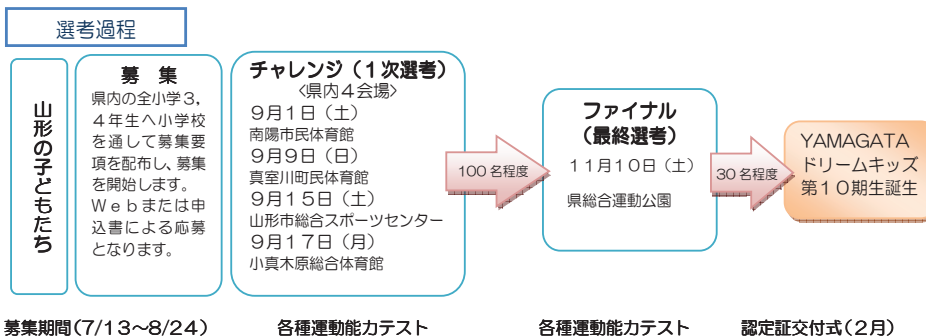 選考過程
山形の子どもたち
募　集
県内の全小学3，
4年生へ小学校
を通して募集要
項を配布し、募集
を開始します。
Ｗｅｂまたは申
込書による応募
となります。
チャレンジ（１次選考）
〈県内４会場〉
９月１日（土）
南陽市民体育館
９月９日（日）
真室川町民体育館
９月１５日（土）
山形市総合スポーツセンター
９月１７日（月）
小真木原総合体育館
100名程度
ファイナル
（最終選考）
１１月１０日（土）
県総合運動公園
30名程度
YAMAGATA
ドリームキッズ
第１０期生誕生
募集期間（7/13～8/24）
各種運動能力テスト
各種運動能力テスト
認定証交付式（2月）